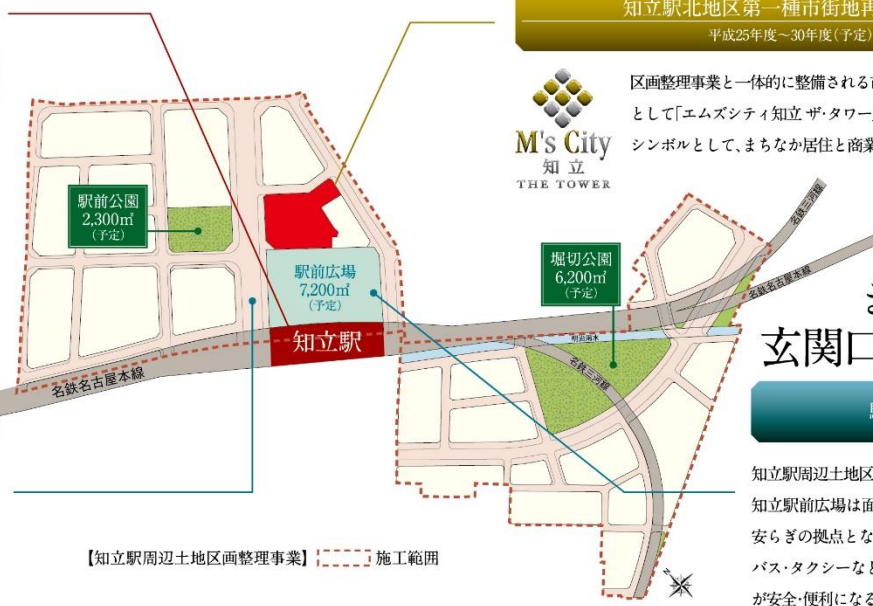 知立駅北地区第一種市街地再
平成25年度～30年度（予定）
区画整理事業と一体的に整備される
として「エムズシティ知立 ザ・タワー
シンボルとして、まちなか居住と商業
M's City
知立
THE TOWER
駅前公園
2,300㎡
（予定）
堀切公園
6,200㎡
（予定）
駅前広場
7,200㎡
（予定）
知立駅
名鉄三河線
名鉄名古屋本線
明治用水
名鉄三河線
名鉄名古屋本線
玄関口
知立駅周辺土地区
知立駅前広場は面
安らぎの拠点とな
バス・タクシーなど
が安全・便利になる
【知立駅周辺土地区画整理事業】 施工範囲
N